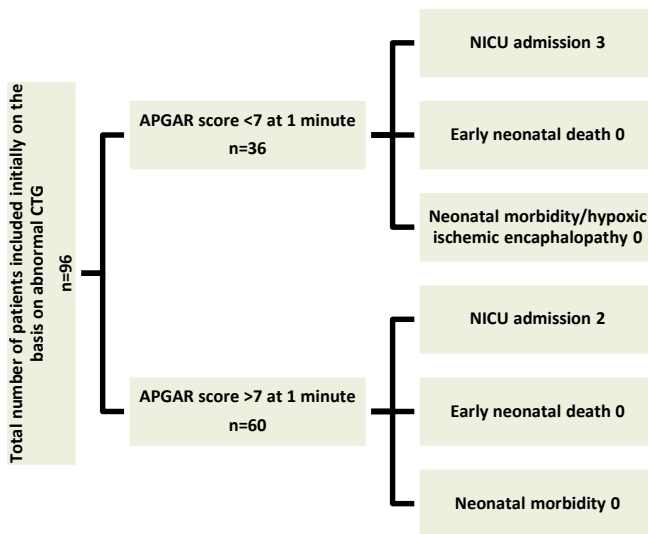 Total number of patients included initially on the
basis on abnormal CTG
n=96
APGAR score <7 at 1 minute
n=36
NICU admission 3
Early neonatal death 0
Neonatal morbidity/hypoxic
ischemic encephalopathy 0
APGAR score >7 at 1 minute
n=60
NICU admission 2
Early neonatal death 0
Neonatal morbidity 0